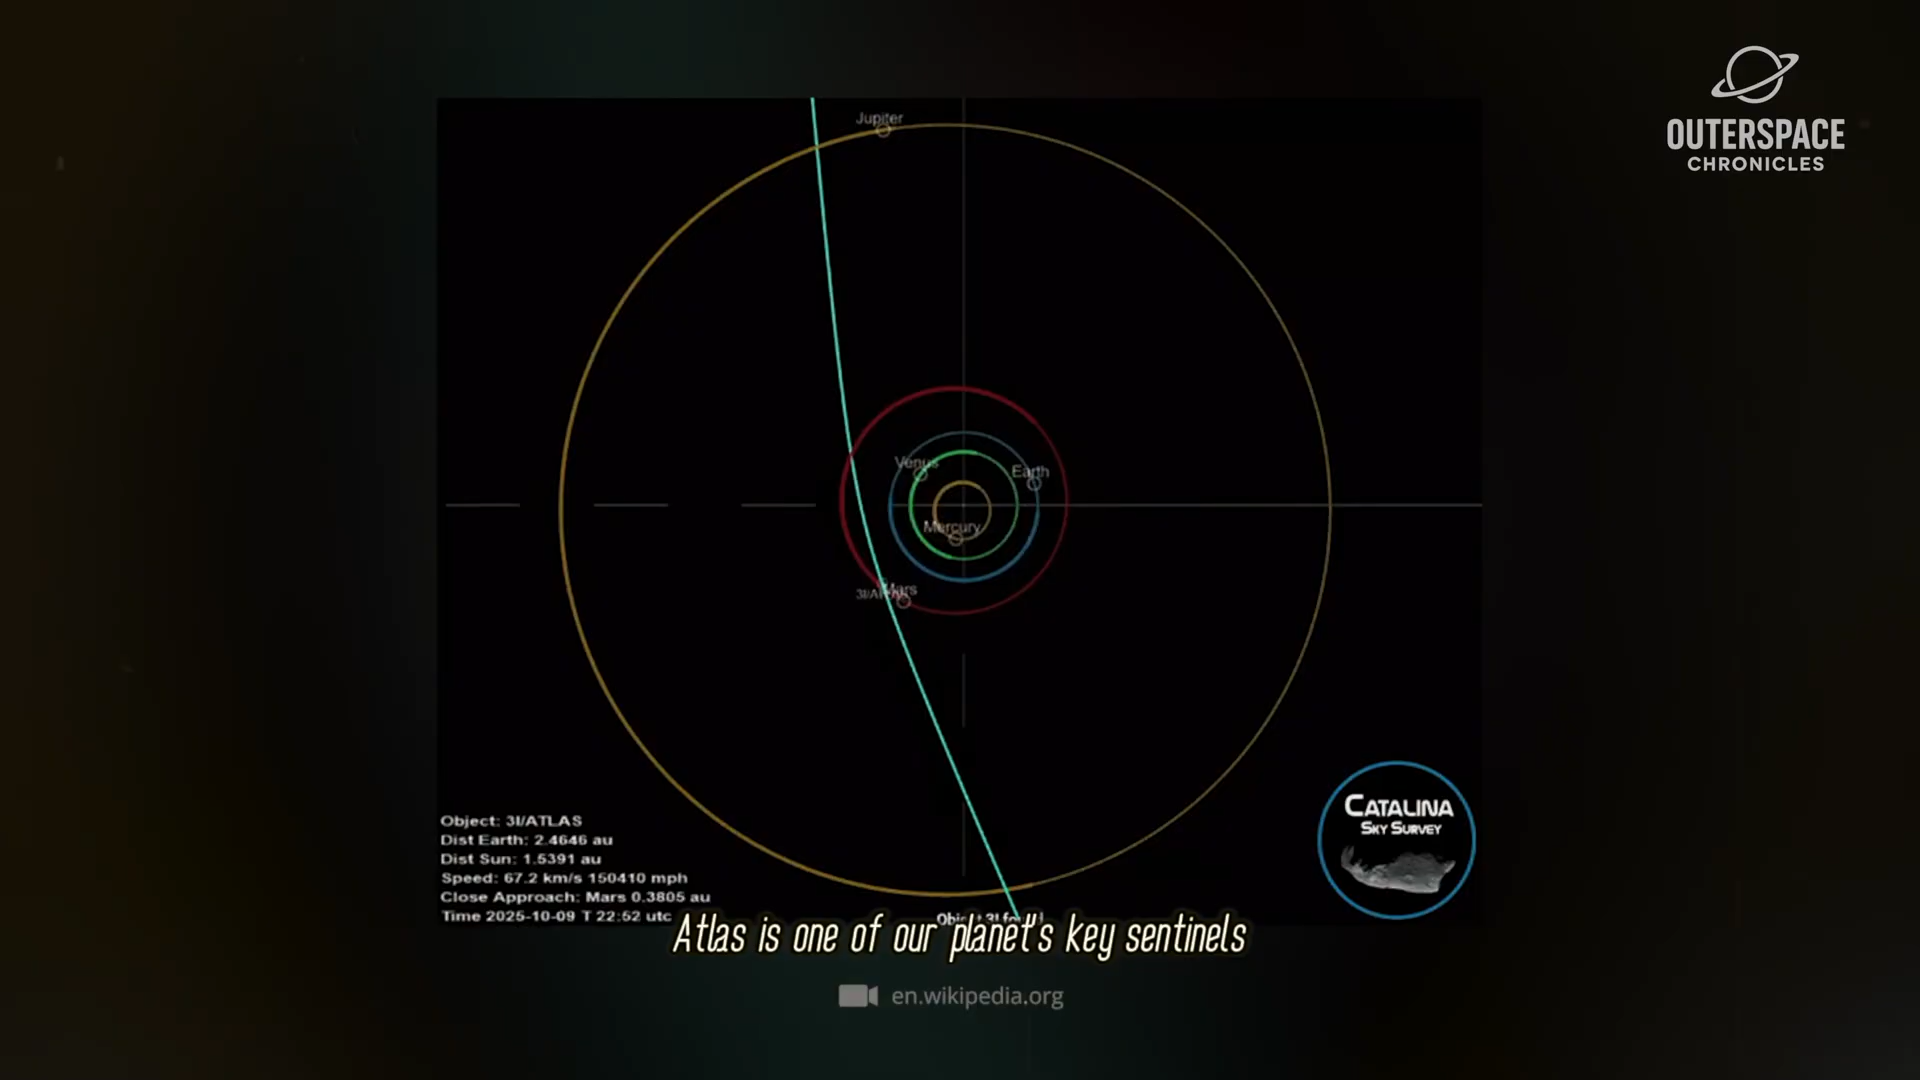 OUTERSPACE
CHRONICLES
Jupiter
Venus
Earth
Mercury
Mars
Object: 3I/ATLAS
Dist Earth: 2.4646 au
Dist Sun: 1.5391 au
Speed: 67.2 km/s 150410 mph
Close Approach: Mars 0.3805 au
Time 2025-10-09 T 22:52 utc
CATALINA
SKY SURVEY
Atlas is one of our planet's key sentinels
en.wikipedia.org